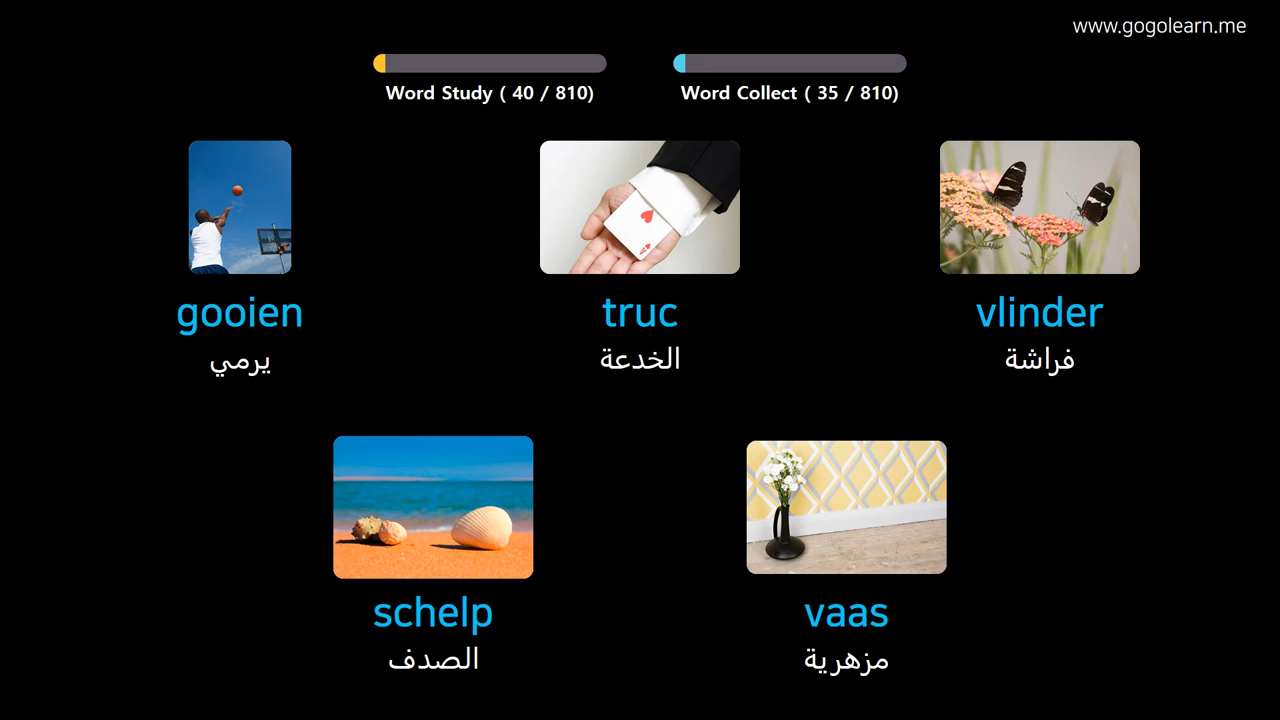 www.gogolearn.me
Word Study ( 40 / 810)
Word Collect ( 35 / 810)
gooien
يرمي
truc
الخدعة
vlinder
فراشة
schelp
الصدف
vaas
مزهرية